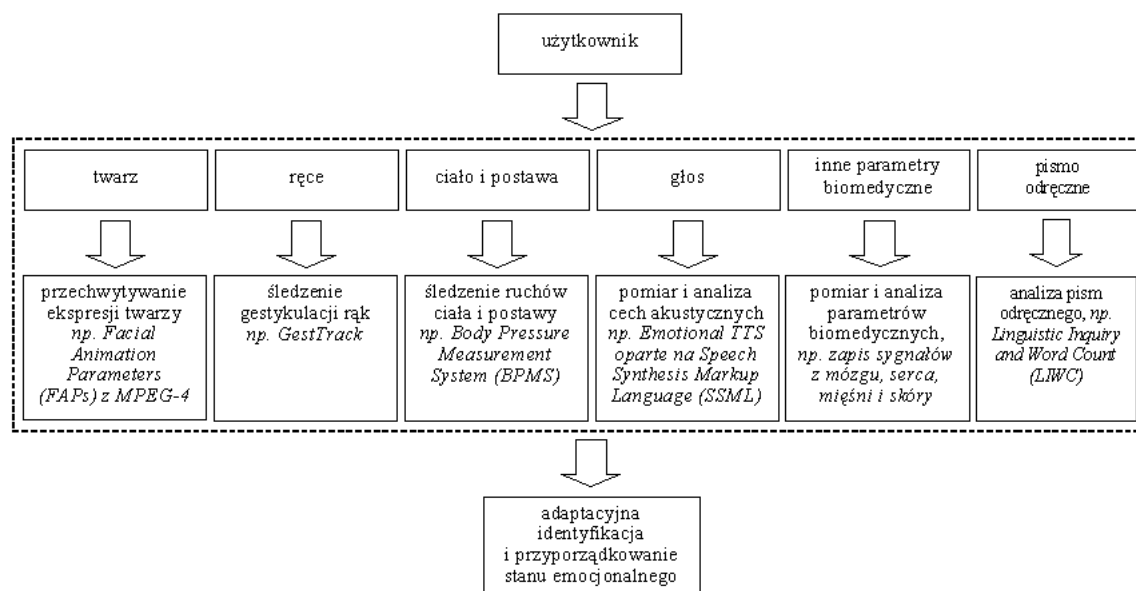 użytkownik
twarz
ręce
ciało i postawa
głos
inne parametry
biomedyczne
pismo
odręczne
przechwytywanie
ekspresji twarzy
np. Facial
Animation
Parameters
(FAPs) z MPEG-4
śledzenie
gestykulacji rąk
np. GestTrack
śledzenie ruchów
ciała i postawy
np. Body Pressure
Measurement
System (BPMS)
pomiar i analiza
cech akustycznych
np. Emotional TTS
oparte na Speech
Synthesis Markup
Language (SSML)
pomiar i analiza
parametrów
biomedycznych,
np. zapis sygnałów
z mózgu, serca,
mięśni i skóry
analiza pism
odręcznego, np.
Linguistic Inquiry
and Word Count
(LIWC)
adaptacyjna
identyfikacja
i przyporządkowanie
stanu emocjonalnego